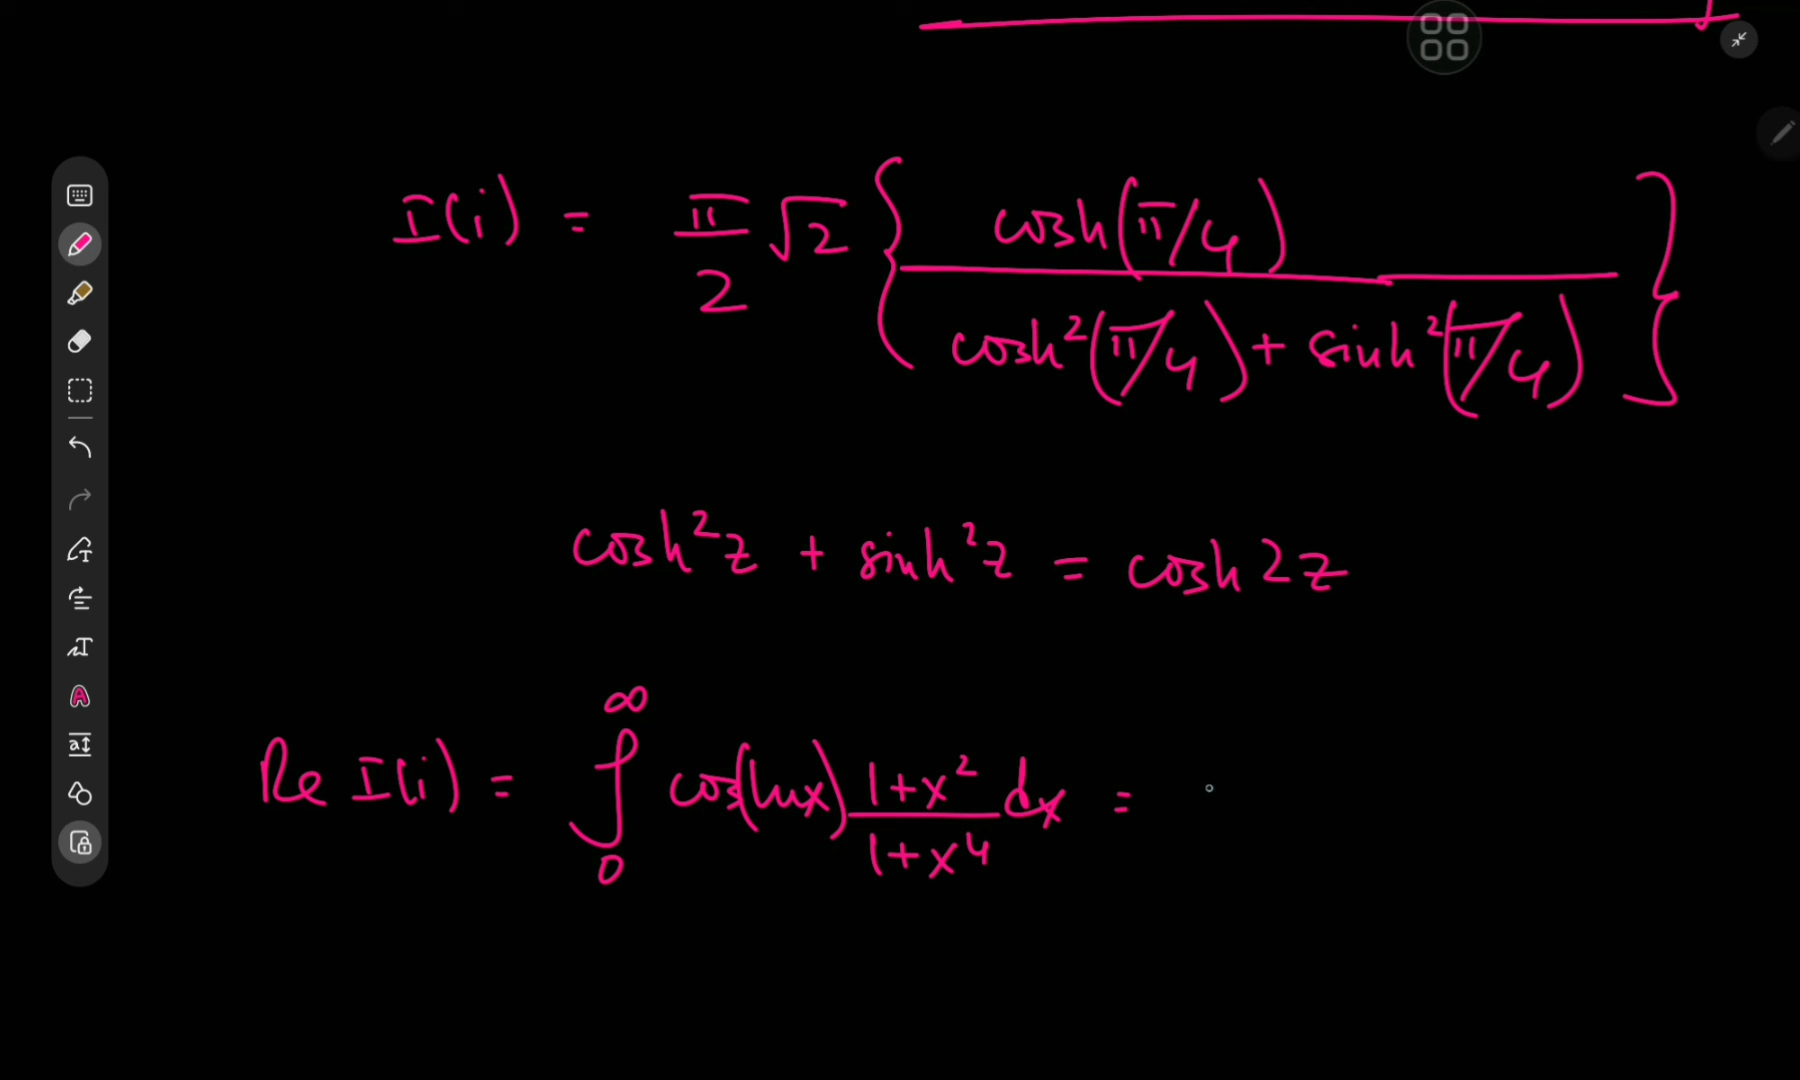 I(i) = π/2 √2 { cosh(π/4) / cosh²(π/4) + sinh²(π/4) }
cosh²z + sinh²z = cosh 2z
Re I(i) = ∫₀^∞ cos(lnx) 1+x²/1+x⁴ dx =